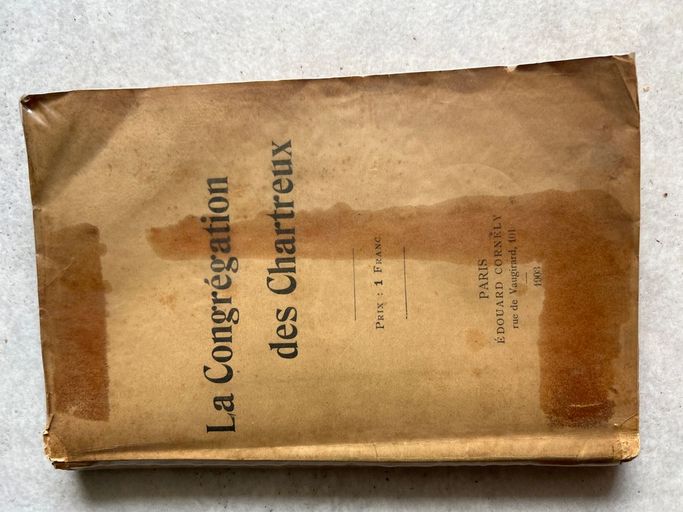 La Congrégation
des Chartreux
PRIX : 1 FRANC
PARIS
ÉDOUARD CORNÉLY
rue de Vaugirard, 101
1903